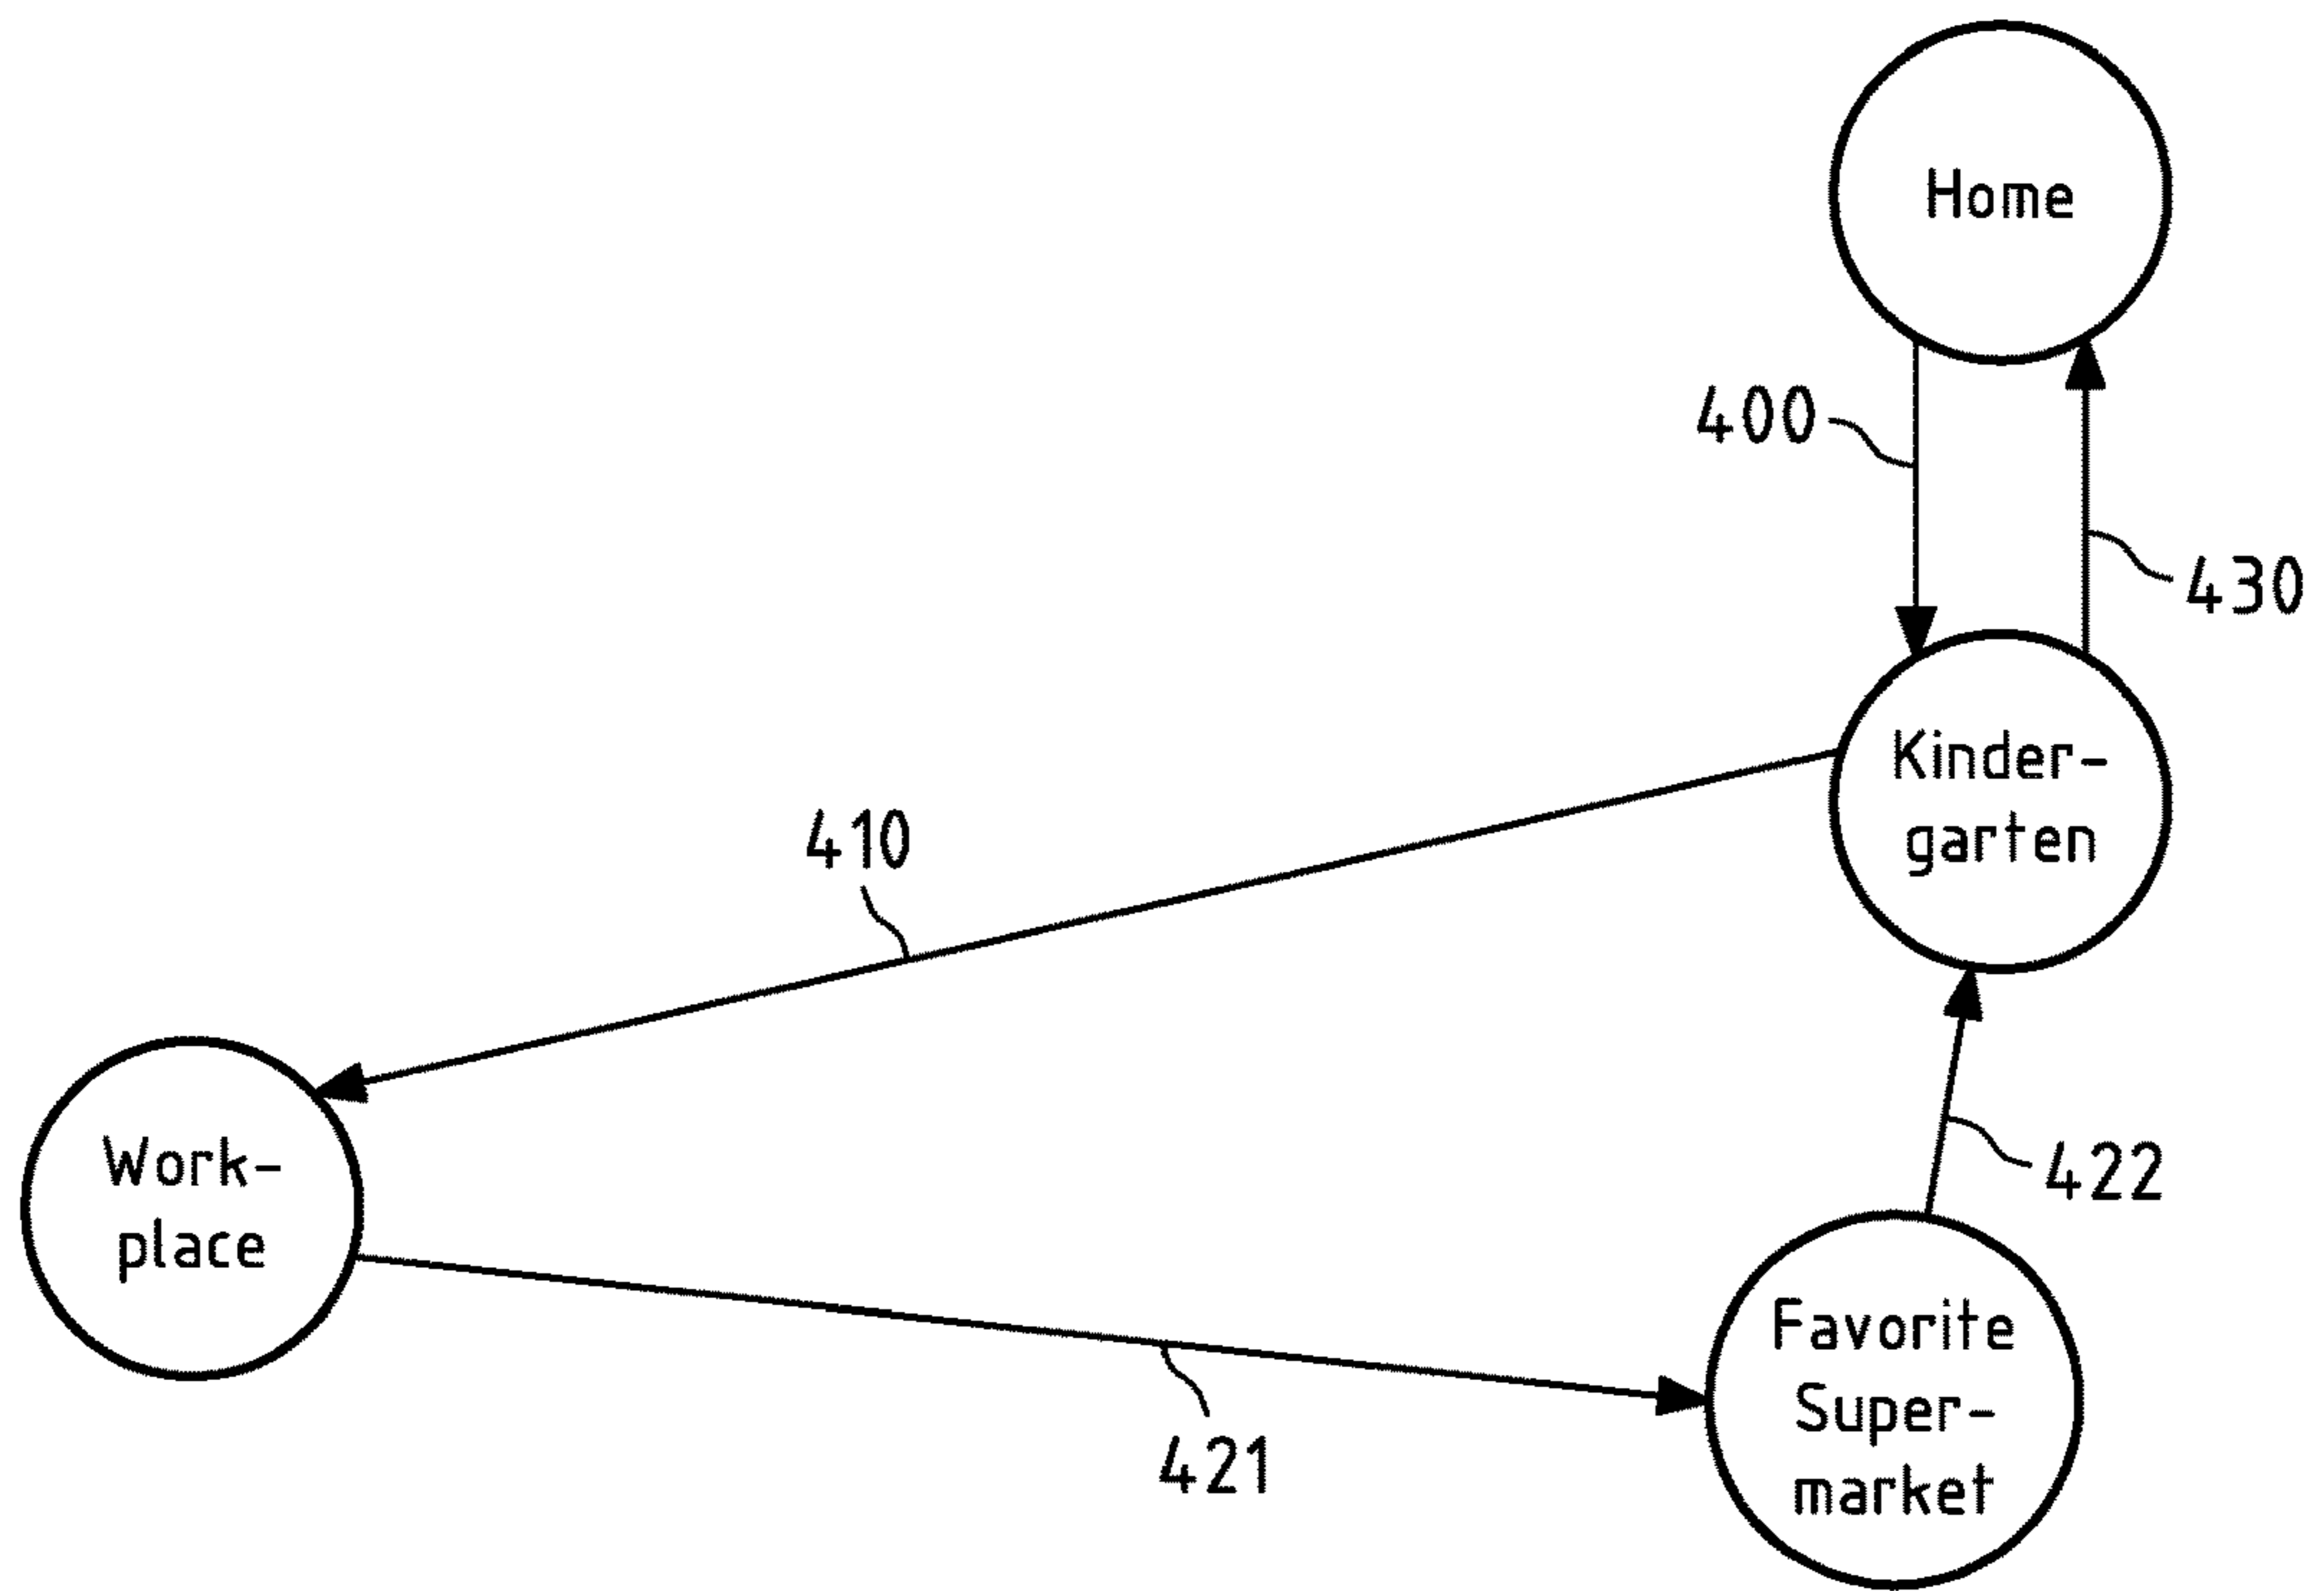 Home
400
430
Kinder-
garten
410
Work-
place
422
Favorite
Super-
market
421